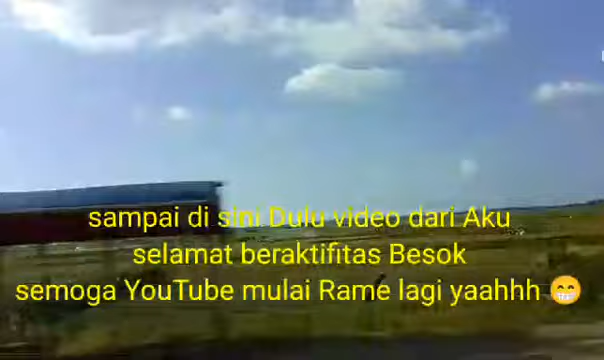 sampai di sini Dulu video dari Aku
selamat beraktifitas Besok
semoga YouTube mulai Rame lagi yaahhh 😁